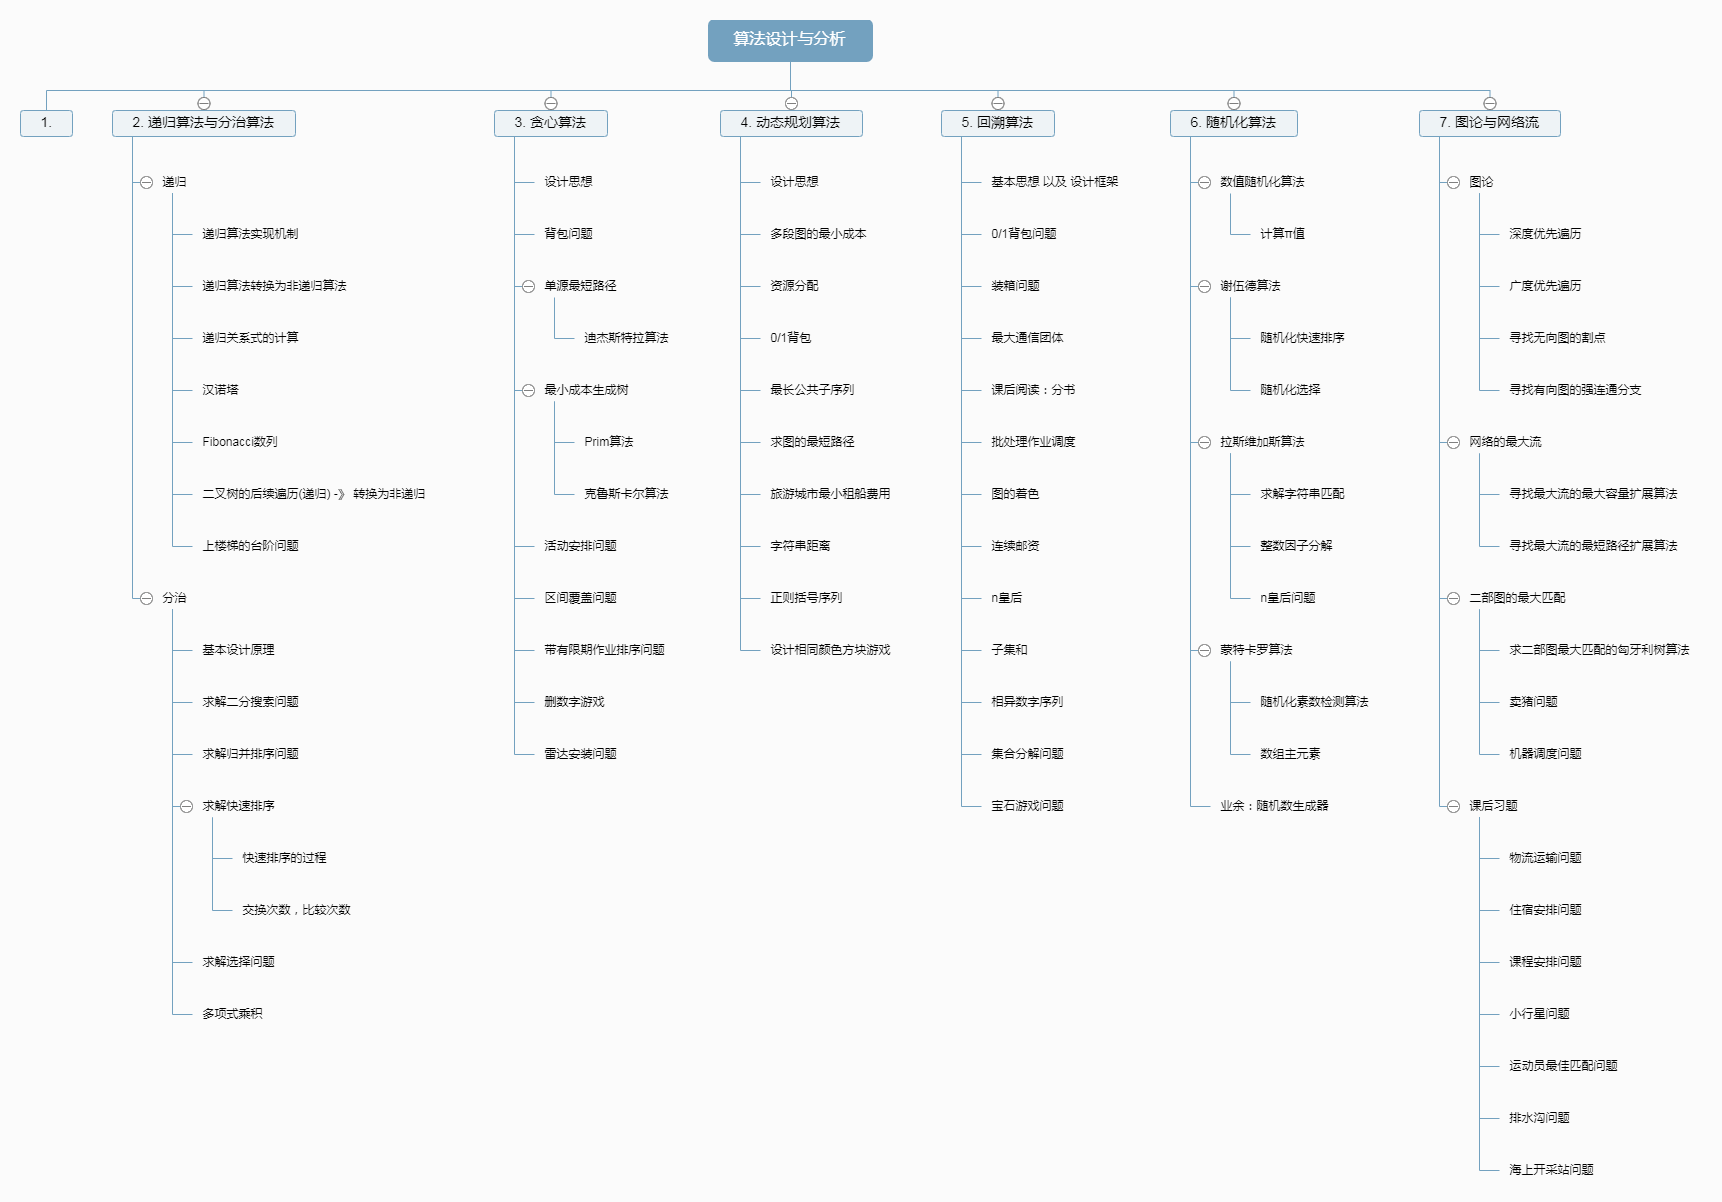 算法设计与分析
1.
2. 递归算法与分治算法
递归
递归算法实现机制
递归算法转换为非递归算法
递归关系式的计算
汉诺塔
Fibonacci数列
二叉树的后续遍历(递归) -》 转换为非递归
上楼梯的台阶问题
分治
基本设计原理
求解二分搜索问题
求解归并排序问题
求解快速排序
快速排序的过程
交换次数，比较次数
求解选择问题
多项式乘积
3. 贪心算法
设计思想
背包问题
单源最短路径
迪杰斯特拉算法
最小成本生成树
Prim算法
克鲁斯卡尔算法
活动安排问题
区间覆盖问题
带有限期作业排序问题
删数字游戏
雷达安装问题
4. 动态规划算法
设计思想
多段图的最小成本
资源分配
0/1背包
最长公共子序列
求图的最短路径
旅游城市最小租船费用
字符串距离
正则括号序列
设计相同颜色方块游戏
5. 回溯算法
基本思想 以及 设计框架
0/1背包问题
装箱问题
最大通信团体
课后阅读：分书
批处理作业调度
图的着色
连续邮资
n皇后
子集和
相异数字序列
集合分解问题
宝石游戏问题
6. 随机化算法
数值随机化算法
计算π值
谢伍德算法
随机化快速排序
随机化选择
拉斯维加斯算法
求解字符串匹配
整数因子分解
n皇后问题
蒙特卡罗算法
随机化素数检测算法
数组主元素
业余：随机数生成器
7. 图论与网络流
图论
深度优先遍历
广度优先遍历
寻找无向图的割点
寻找有向图的强连通分支
网络的最大流
寻找最大流的最大容量扩展算法
寻找最大流的最短路径扩展算法
二部图的最大匹配
求二部图最大匹配的匈牙利树算法
卖猪问题
机器调度问题
课后习题
物流运输问题
住宿安排问题
课程安排问题
小行星问题
运动员最佳匹配问题
排水沟问题
海上开采站问题